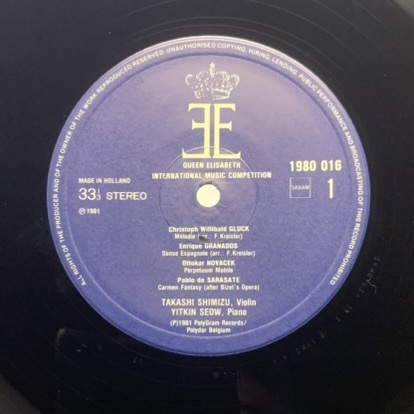 ALL RIGHTS OF THE PRODUCER AND OF THE OWNER OF THE WORK REPRODUCED RESERVED. UNAUTHORISED COPYING, HIRING, LENDING, PUBLIC PERFORMANCE AND BROADCASTING OF THIS RECORD PROHIBITED
QUEEN ELISABETH
INTERNATIONAL MUSIC COMPETITION
MADE IN HOLLAND
33⅓ STEREO
℗ 1981
1980 016
SABAM
1
Christoph Willibald GLUCK
Mélodie (arr.: F.Kreisler)
Enrique GRANADOS
Danse Espagnole (arr.: F.Kreisler)
Ottokar NOVACEK
Perpetuum Mobile
Pablo de SARASATE
Carmen Fantasy (after Bizet's Opera)
TAKASHI SHIMIZU, Violin
YITKIN SEOW, Piano
(P)1981 PolyGram Records/
Polydor Belgium